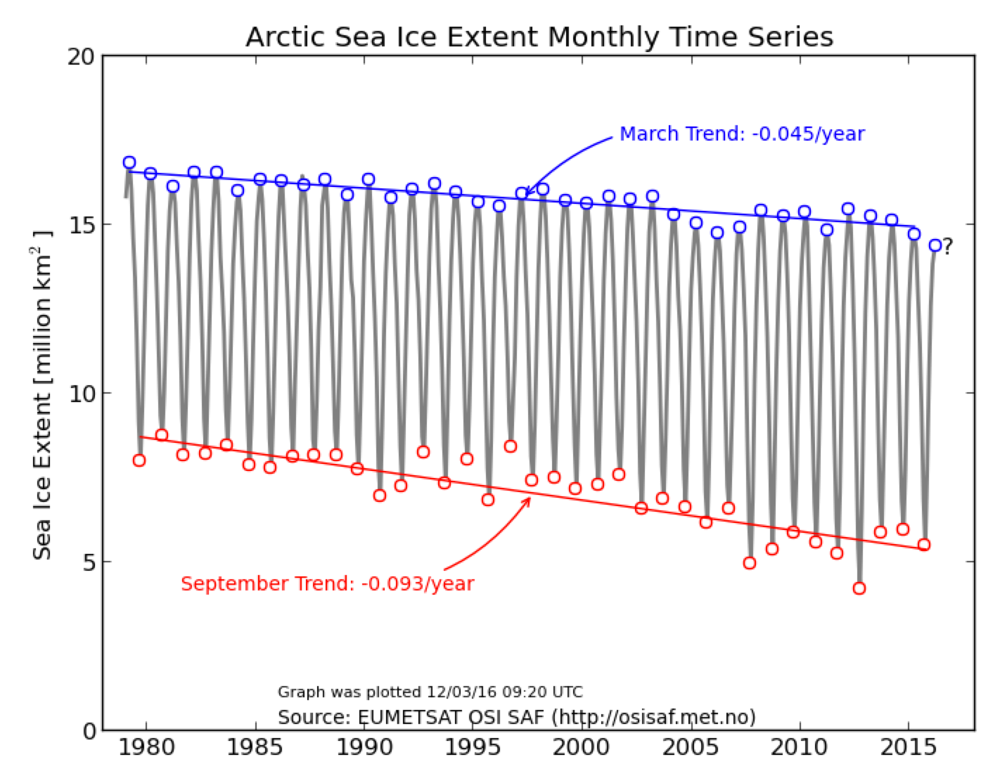 Arctic Sea Ice Extent Monthly Time Series
20
15
10
5
0
Sea Ice Extent [million km²]
March Trend: -0.045/year
?
September Trend: -0.093/year
Graph was plotted 12/03/16 09:20 UTC
Source: EUMETSAT OSI SAF (http://osisaf.met.no)
1980 1985 1990 1995 2000 2005 2010 2015